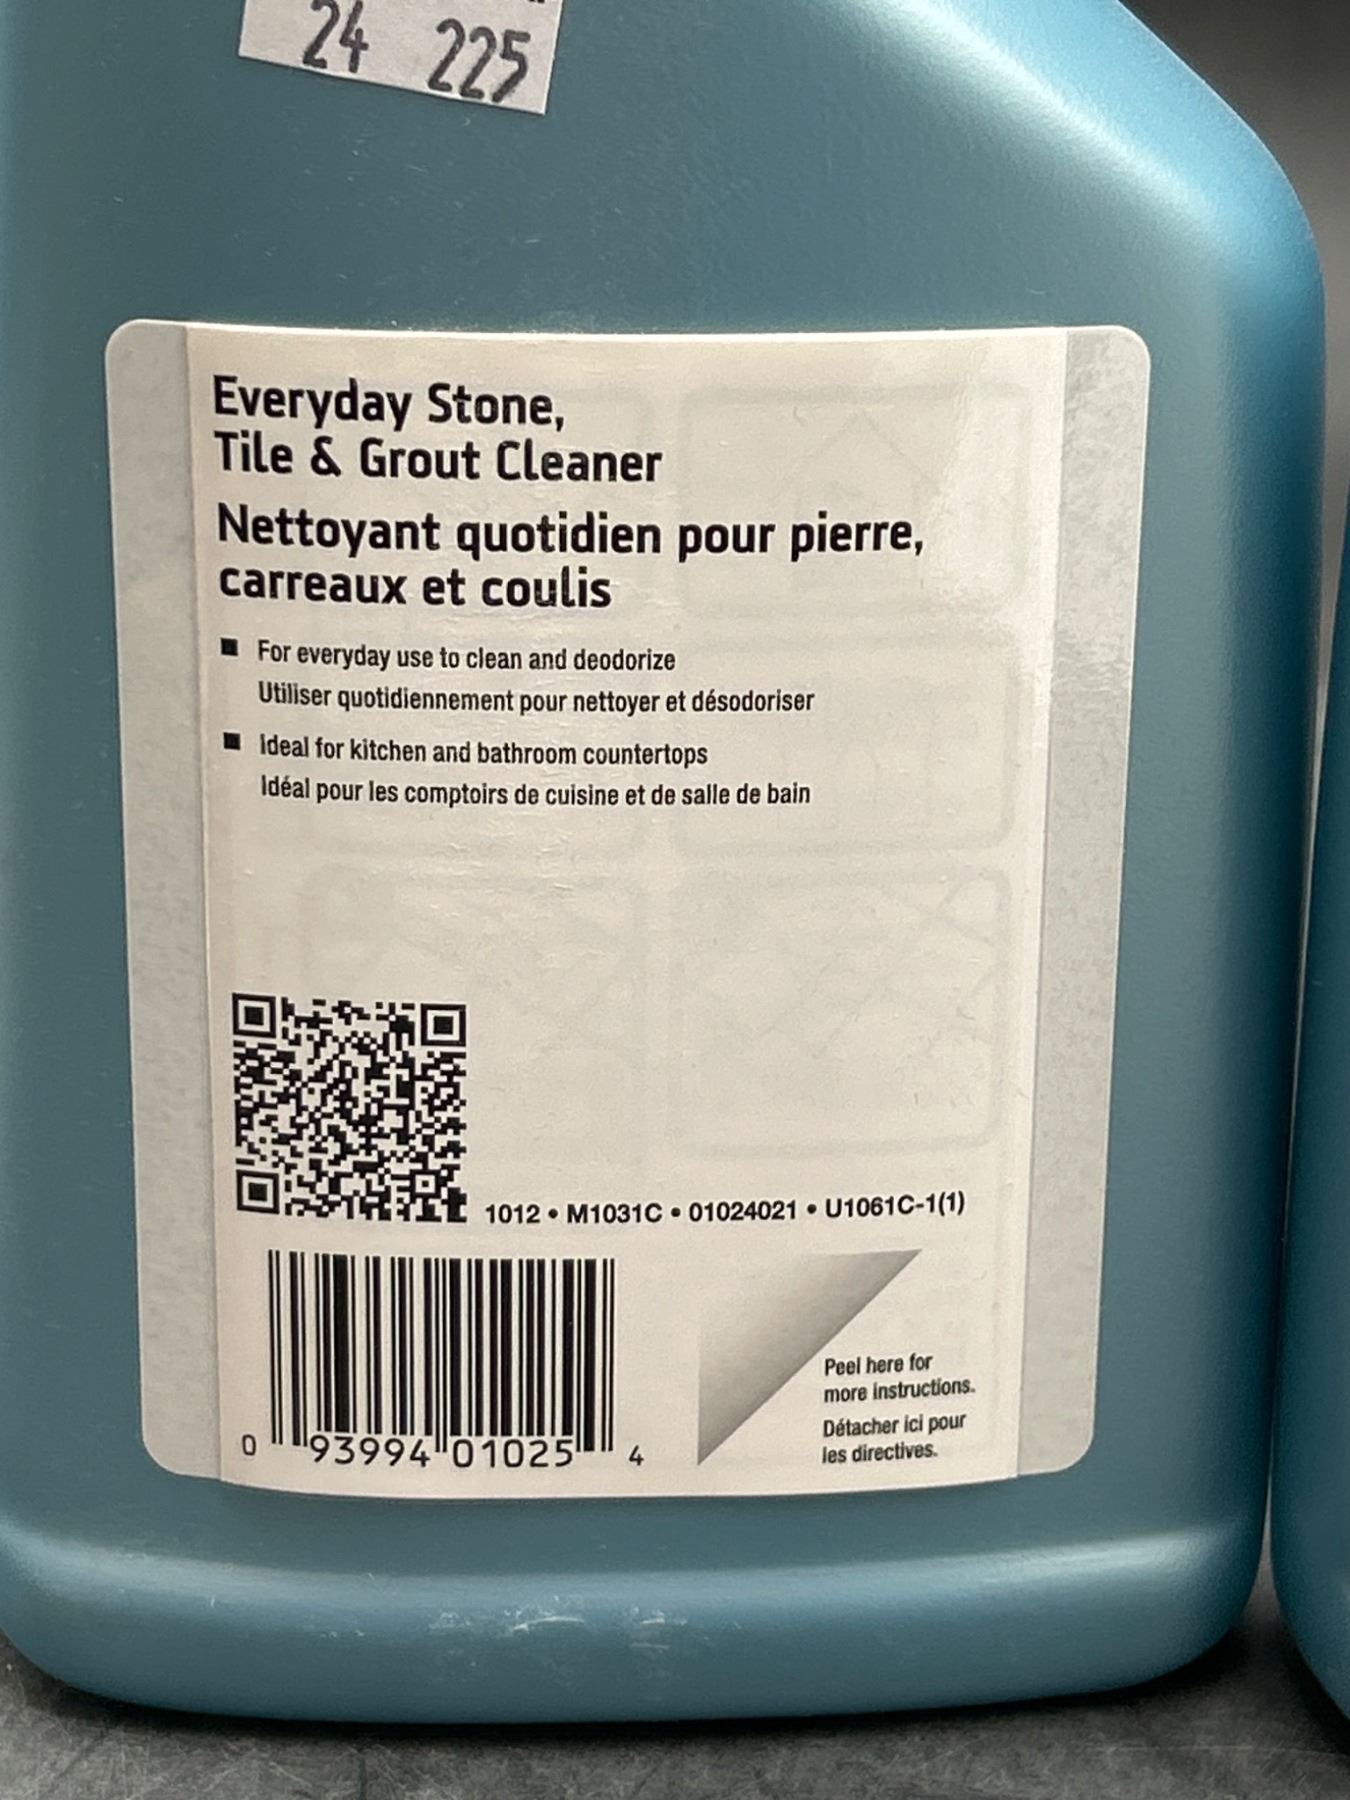 24 225
Everyday Stone,
Tile & Grout Cleaner
Nettoyant quotidien pour pierre,
carreaux et coulis
■ For everyday use to clean and deodorize
Utiliser quotidiennement pour nettoyer et désodoriser
■ Ideal for kitchen and bathroom countertops
Idéal pour les comptoirs de cuisine et de salle de bain
1012 • M1031C • 01024021 • U1061C-1(1)
Peel here for
more instructions.
Détacher ici pour
les directives.
0 93994 01025 4